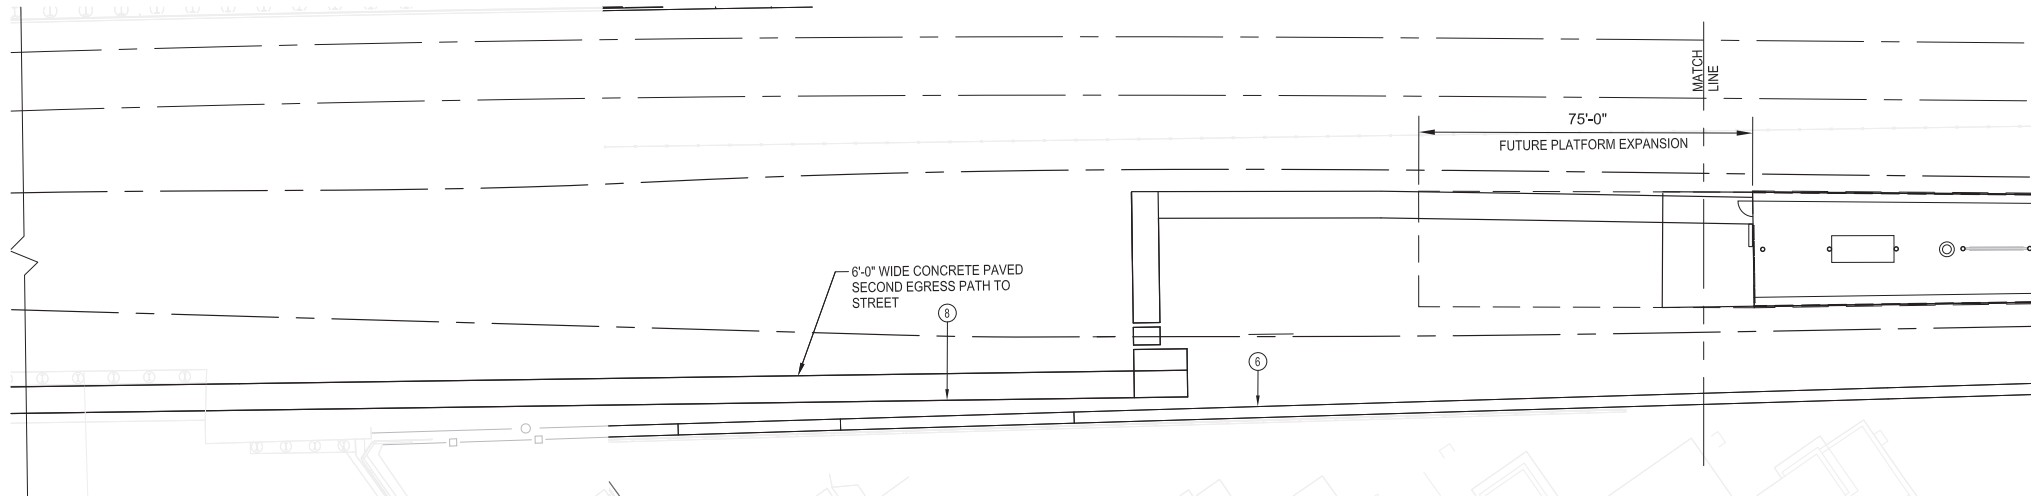 MATCH
LINE
75'-0"
FUTURE PLATFORM EXPANSION
6'-0" WIDE CONCRETE PAVED
SECOND EGRESS PATH TO
STREET
8
6